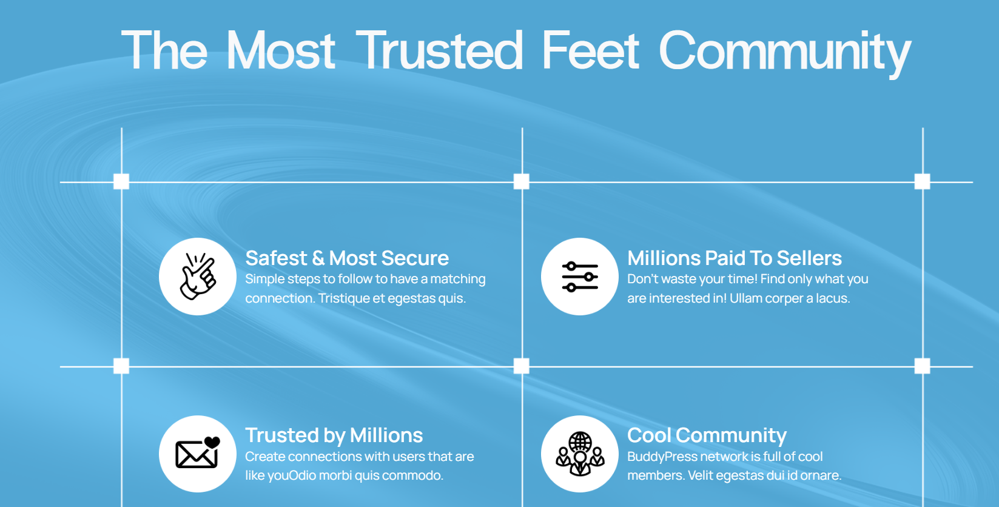 The Most Trusted Feet Community
Safest & Most Secure
Simple steps to follow to have a matching
connection. Tristique et egestas quis.
Millions Paid To Sellers
Don't waste your time! Find only what you
are interested in! Ullam corper a lacus.
Trusted by Millions
Create connections with users that are
like youOdio morbi quis commodo.
Cool Community
BuddyPress network is full of cool
members. Velit egestas dui id ornare.